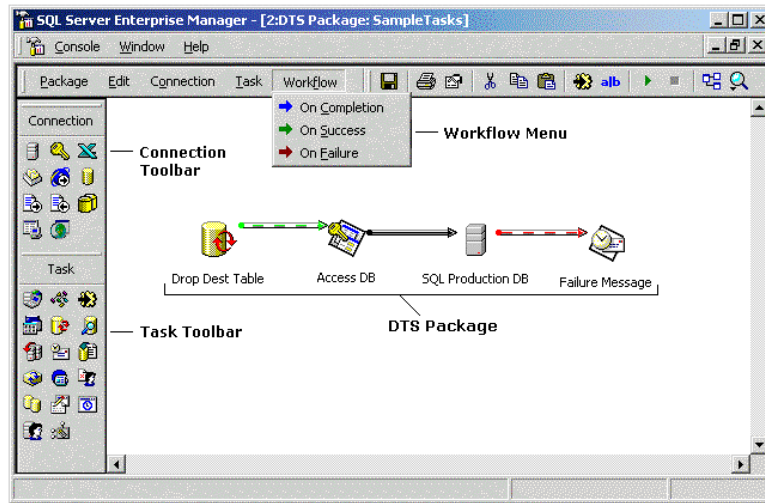 SQL Server Enterprise Manager - [2:DTS Package: SampleTasks]
Console Window Help
Package Edit Connection Task Workflow a|b
On Completion
On Success
On Failure
Workflow Menu
Connection
Connection
Toolbar
Drop Dest Table Access DB SQL Production DB Failure Message
DTS Package
Task
Task Toolbar